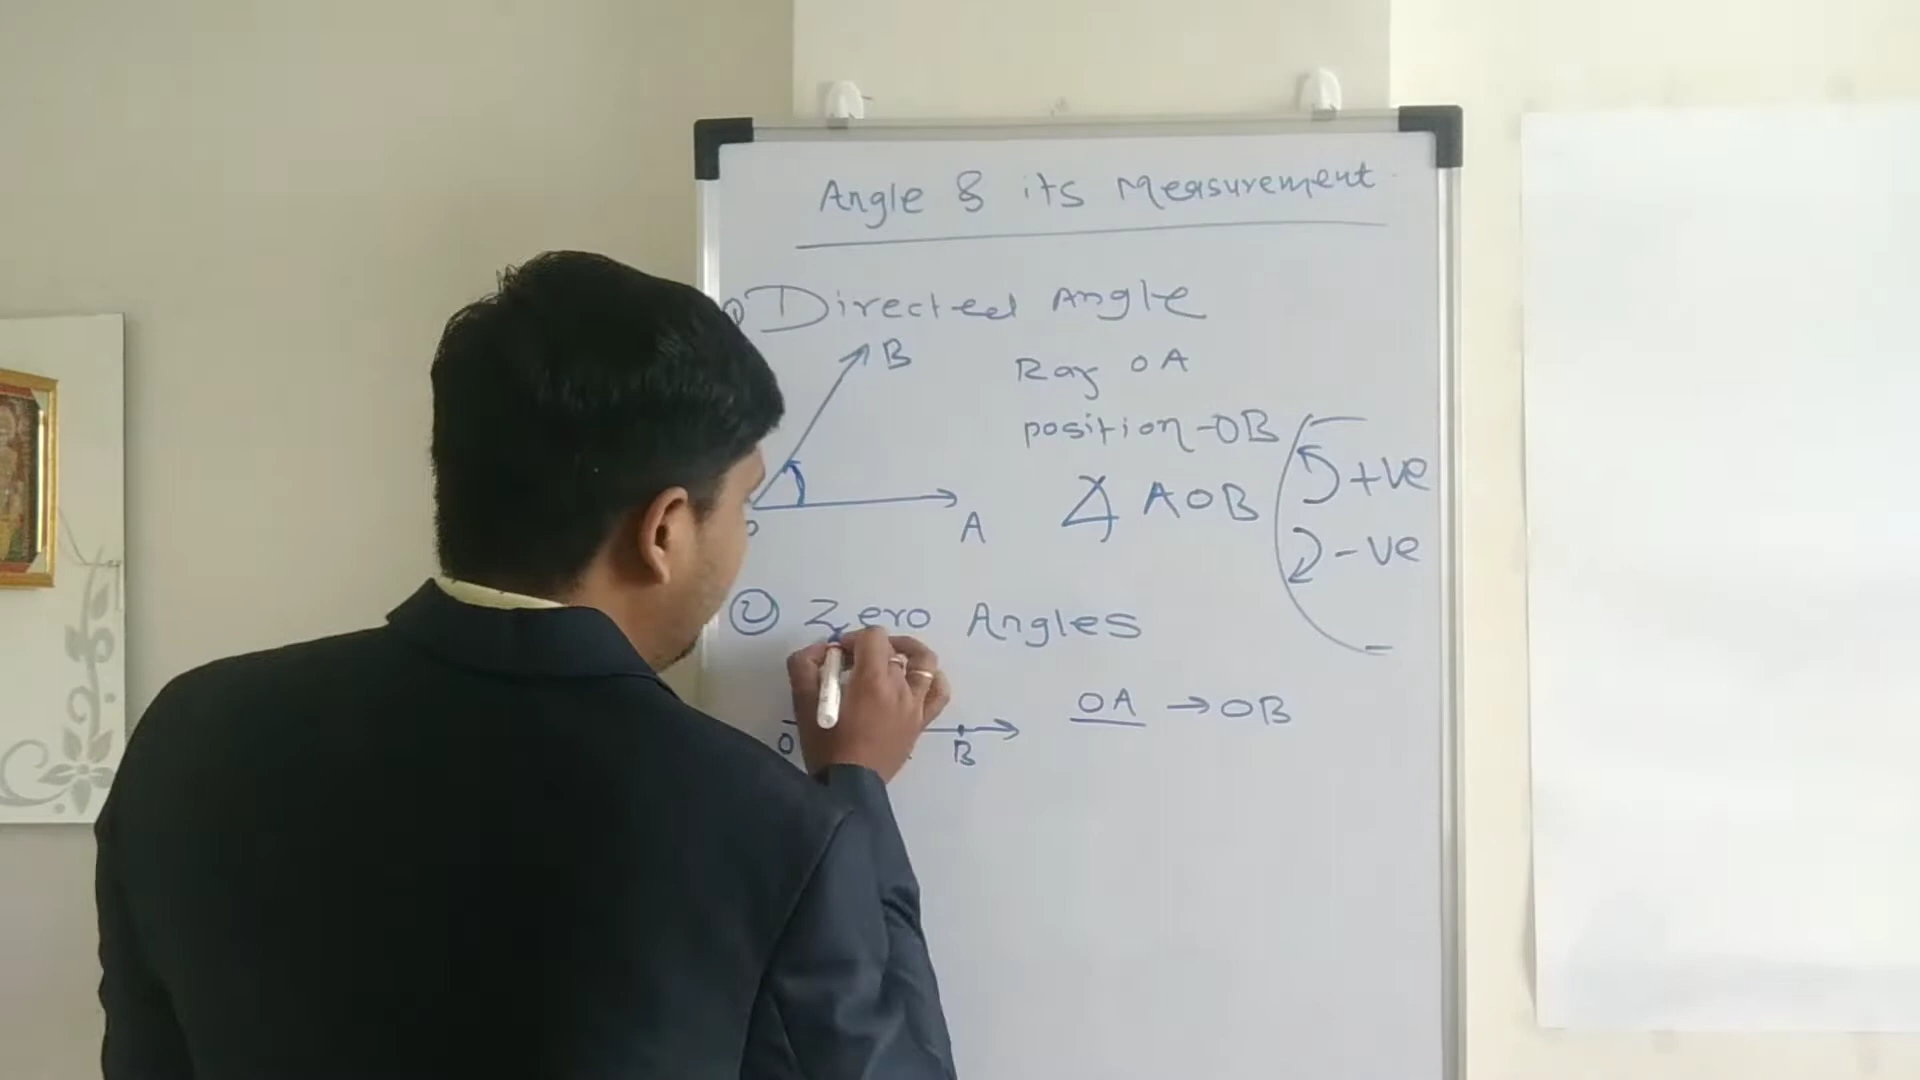 Angle & its Measurement
① Directed Angle
B
Ray OA
position-OB
+ve
∡ AOB
O
A
-ve
② Zero Angles
OA → OB
O
B